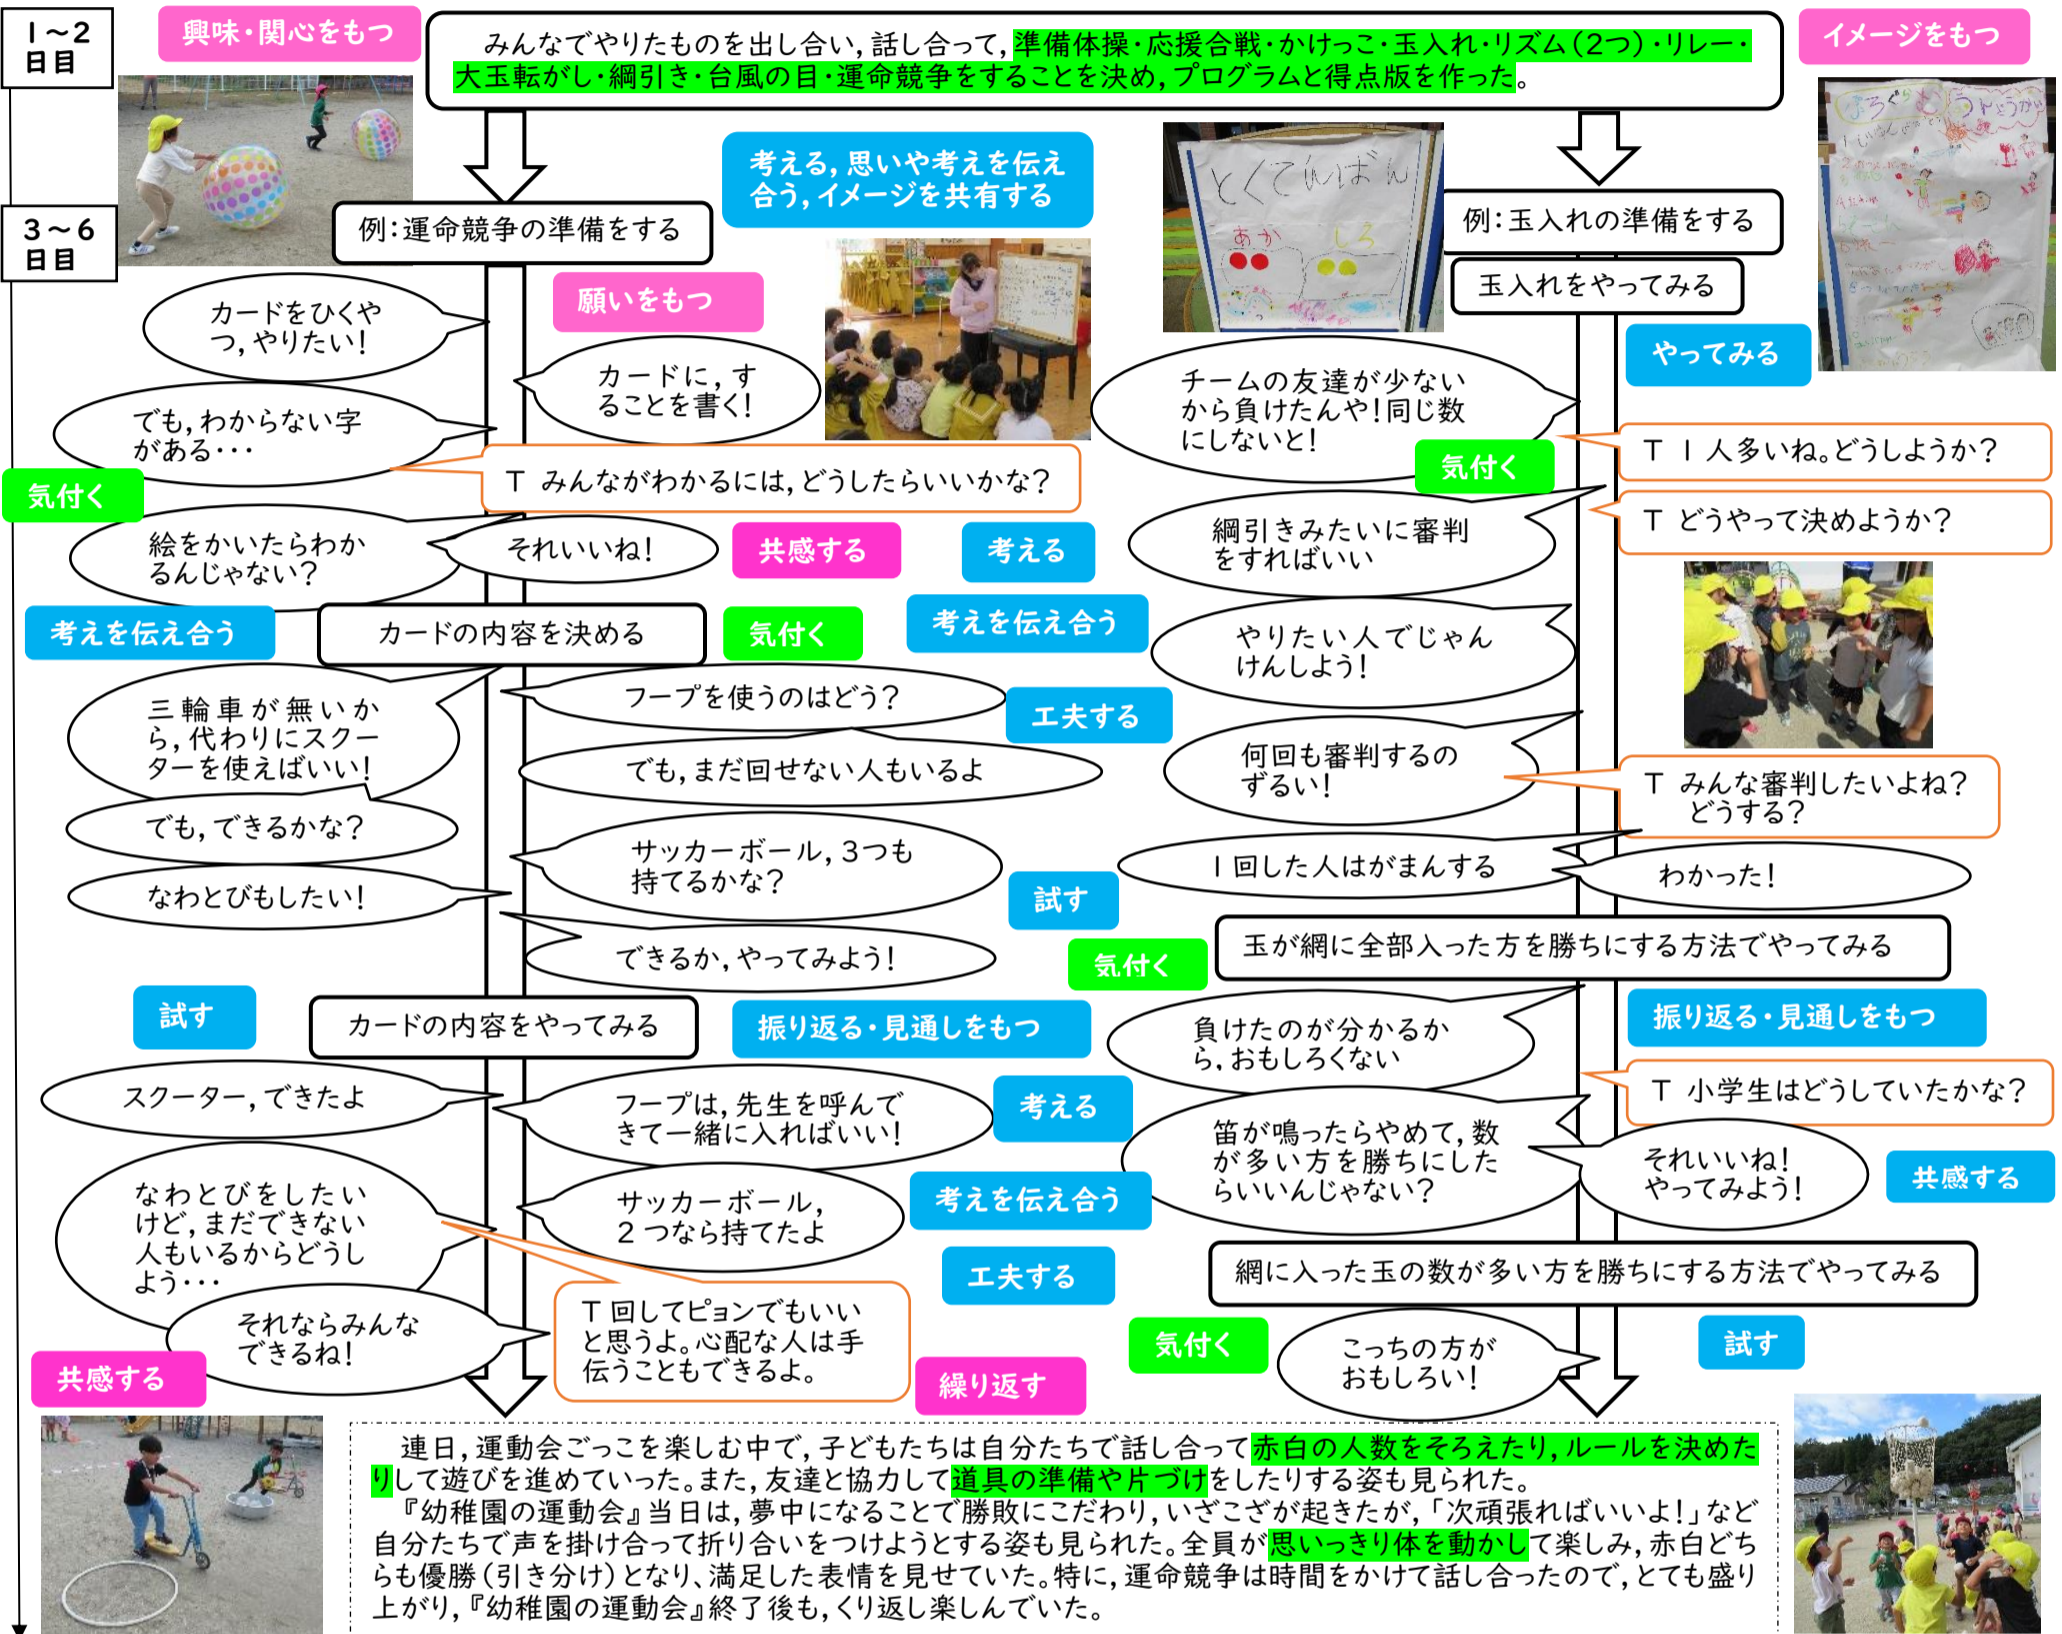 1～2
日目
興味・関心をもつ
みんなでやりたものを出し合い，話し合って，準備体操・応援合戦・かけっこ・玉入れ・リズム（2つ）・リレー・
大玉転がし・綱引き・台風の目・運命競争をすることを決め，プログラムと得点版を作った。
イメージをもつ
考える，思いや考えを伝え
合う，イメージを共有する
とくてんばん
あか
しろ
3～6
日目
例：運命競争の準備をする
カードをひくや
つ，やりたい！
願いをもつ
カードに，す
ることを書く！
でも，わからない字
がある・・・
T みんながわかるには，どうしたらいいかな？
気付く
絵をかいたらわか
るんじゃない？
それいいね！
共感する
考える
考えを伝え合う
カードの内容を決める
気付く
考えを伝え合う
三輪車が無いか
ら，代わりにスクー
ターを使えばいい！
フープを使うのはどう？
工夫する
でも，まだ回せない人もいるよ
でも，できるかな？
サッカーボール，3つも
持てるかな？
なわとびもしたい！
試す
できるか，やってみよう！
試す
カードの内容をやってみる
振り返る・見通しをもつ
スクーター，できたよ
フープは，先生を呼んで
きて一緒に入ればいい！
考える
なわとびをしたい
けど，まだできない
人もいるからどうし
よう・・・
サッカーボール，
2つなら持てたよ
考えを伝え合う
工夫する
T 回してピョンでもいい
と思うよ。心配な人は手
伝うこともできるよ。
それならみんな
できるね！
共感する
繰り返す
例：玉入れの準備をする
玉入れをやってみる
やってみる
チームの友達が少ない
から負けたんや！同じ数
にしないと！
気付く
T 1人多いね。どうしようか？
T どうやって決めようか？
綱引きみたいに審判
をすればいい
やりたい人でじゃん
けんしよう！
何回も審判するの
ずるい！
T みんな審判したいよね？
どうする？
1回した人はがまんする
わかった！
気付く
玉が網に全部入った方を勝ちにする方法でやってみる
負けたのが分かるか
ら，おもしろくない
振り返る・見通しをもつ
T 小学生はどうしていたかな？
笛が鳴ったらやめて，数
が多い方を勝ちにした
らいいんじゃない？
それいいね！
やってみよう！
共感する
網に入った玉の数が多い方を勝ちにする方法でやってみる
気付く
こっちの方が
おもしろい！
試す
連日，運動会ごっこを楽しむ中で，子どもたちは自分たちで話し合って赤白の人数をそろえたり，ルールを決めた
りして遊びを進めていった。また，友達と協力して道具の準備や片づけをしたりする姿も見られた。
『幼稚園の運動会』当日は，夢中になることで勝敗にこだわり，いざこざが起きたが，「次頑張ればいいよ！」など
自分たちで声を掛け合って折り合いをつけようとする姿も見られた。全員が思いっきり体を動かして楽しみ，赤白どち
らも優勝（引き分け）となり、満足した表情を見せていた。特に，運命競争は時間をかけて話し合ったので，とても盛り
上がり，『幼稚園の運動会』終了後も，くり返し楽しんでいた。